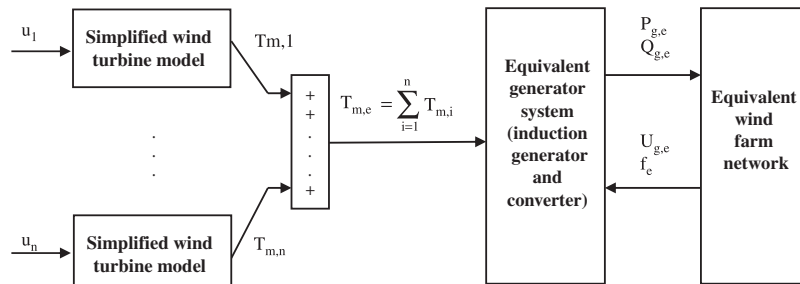 u1
Simplified wind
turbine model
Tm,1
+
+
.
.
.
+
Tm,e = ∑ni=1 Tm,i
.
.
.
.
.
.
un
Simplified wind
turbine model
Tm,n
Equivalent
generator
system
(induction
generator
and
converter)
Pg,e
Qg,e
Ug,e
fe
Equivalent
wind
farm
network